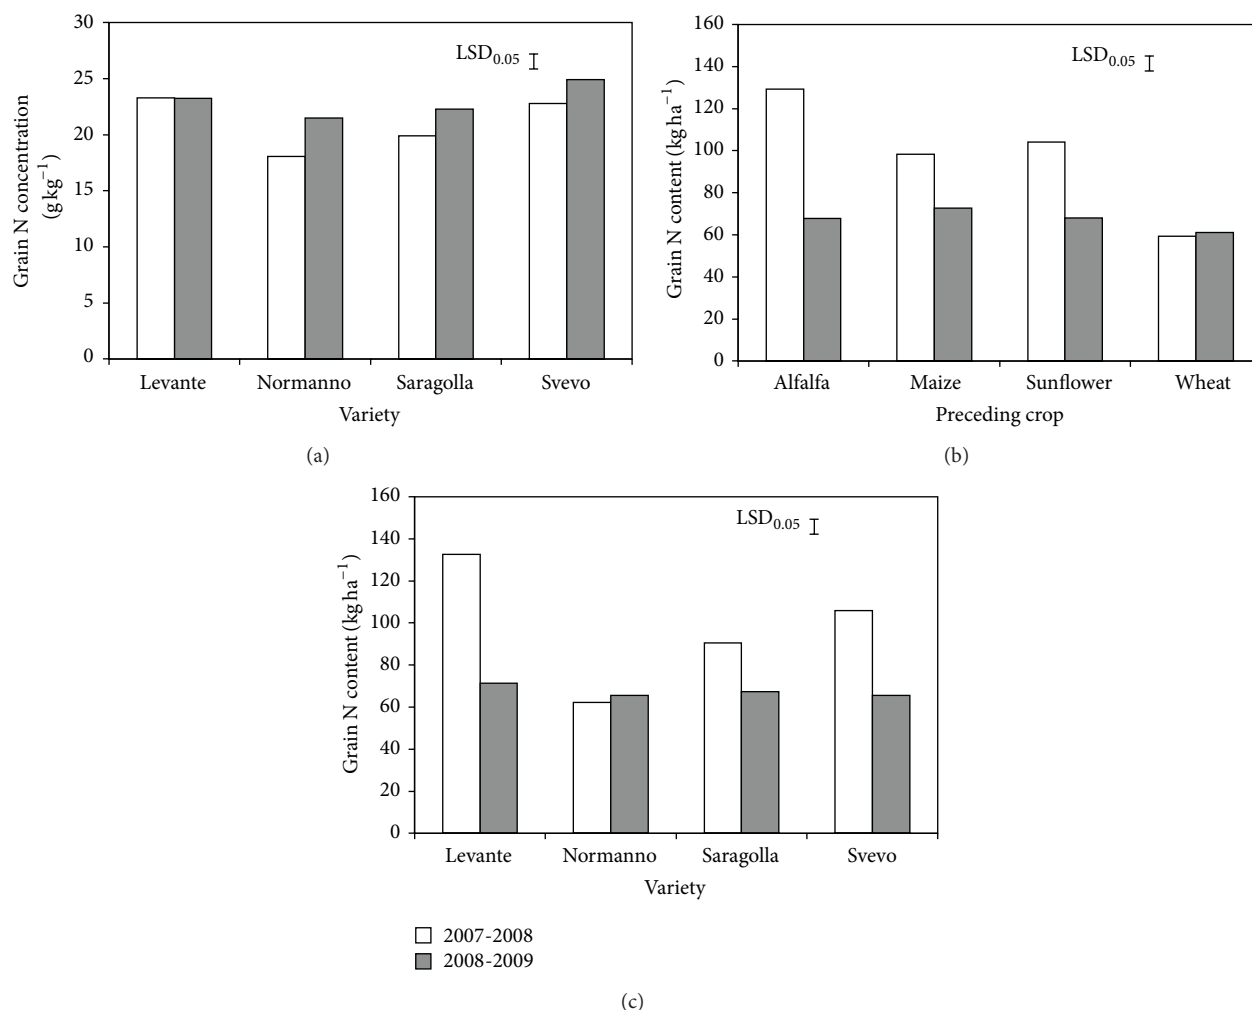 30
25
20
15
10
5
0
Grain N concentration
(g kg⁻¹)
LSD0.05
Levante Normanno Saragolla Svevo
Variety
(a)
160
140
120
100
80
60
40
20
0
Grain N content (kg ha⁻¹)
LSD0.05
Alfalfa Maize Sunflower Wheat
Preceding crop
(b)
160
140
120
100
80
60
40
20
0
Grain N content (kg ha⁻¹)
LSD0.05
Levante Normanno Saragolla Svevo
Variety
2007-2008
2008-2009
(c)